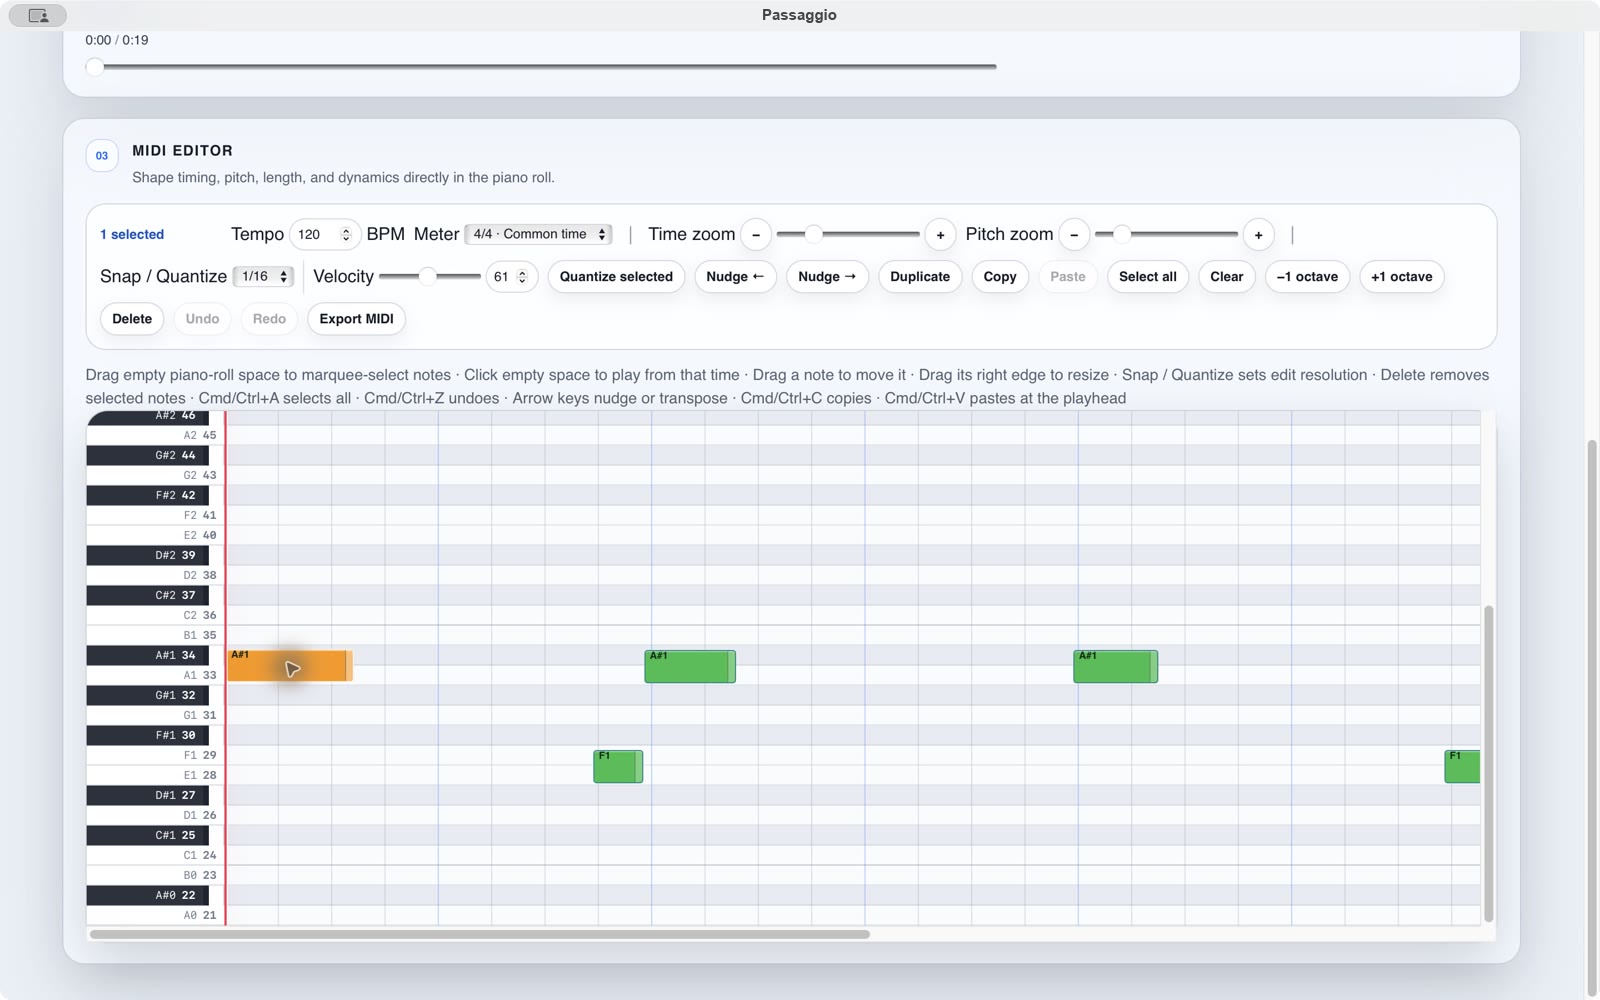 Passaggio
0:00 / 0:19
03 MIDI EDITOR
Shape timing, pitch, length, and dynamics directly in the piano roll.
1 selected Tempo 120 BPM Meter 4/4 · Common time | Time zoom − + Pitch zoom − + |
Snap / Quantize 1/16 Velocity 61 Quantize selected Nudge ← Nudge → Duplicate Copy Paste Select all Clear −1 octave +1 octave
Delete Undo Redo Export MIDI
Drag empty piano-roll space to marquee-select notes · Click empty space to play from that time · Drag a note to move it · Drag its right edge to resize · Snap / Quantize sets edit resolution · Delete removes
selected notes · Cmd/Ctrl+A selects all · Cmd/Ctrl+Z undoes · Arrow keys nudge or transpose · Cmd/Ctrl+C copies · Cmd/Ctrl+V pastes at the playhead
A#2 46
A2 45
G#2 44
G2 43
F#2 42
F2 41
E2 40
D#2 39
D2 38
C#2 37
C2 36
B1 35
A#1 34 A#1 A#1 A#1
A1 33
G#1 32
G1 31
F#1 30
F1 29 F1 F1
E1 28
D#1 27
D1 26
C#1 25
C1 24
B0 23
A#0 22
A0 21